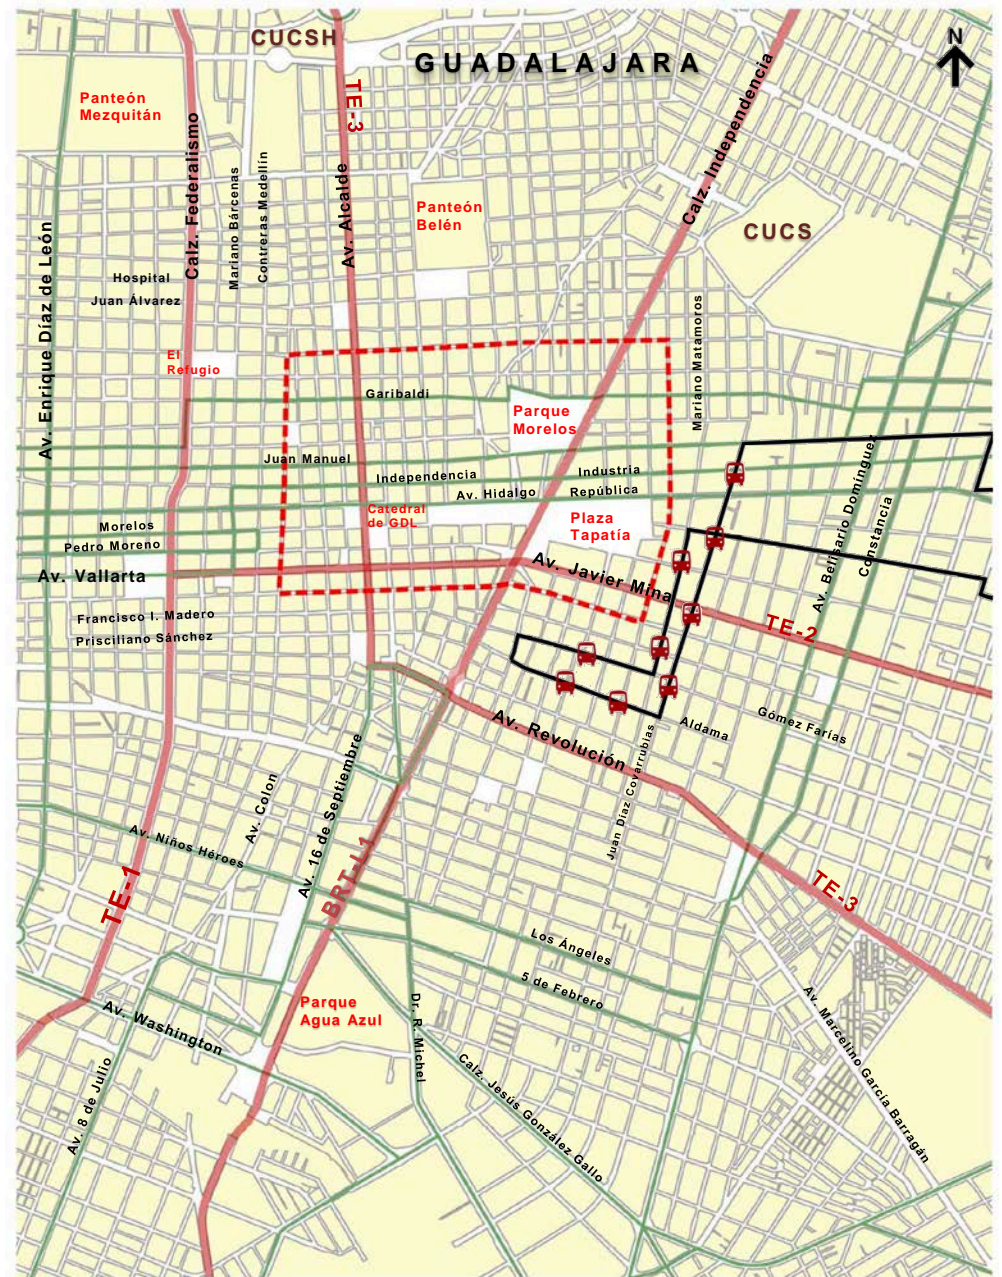 CUCSH
GUADALAJARA
N
Panteón
Mezquitán
TE-3
Calz. Independencia
Calz. Federalismo
Mariano Bárcenas
Contreras Medellín
Av. Alcalde
Panteón
Belén
CUCS
Av. Enrique Díaz de León
Hospital
Juan Álvarez
Mariano Matamoros
El
Refugio
Garibaldi
Parque
Morelos
Juan Manuel
Independencia
Industria
Av. Hidalgo
República
Catedral
de GDL
Plaza
Tapatía
Morelos
Pedro Moreno
Av. Vallarta
Av. Javier Mina
Av. Belisario Domínguez
Constancia
Francisco I. Madero
Prisciliano Sánchez
TE-2
Av. Revolución
Aldama
Gómez Farías
Juan Díaz Covarrubias
Av. Colon
Av. 16 de Septiembre
Av. Niños Héroes
TE-1
BRT-L1
TE-3
Los Ángeles
5 de Febrero
Parque
Agua Azul
Av. Washington
Dr. R. Michel
Av. Marcelino García Barragán
Av. 8 de Julio
Calz. Jesús González Gallo